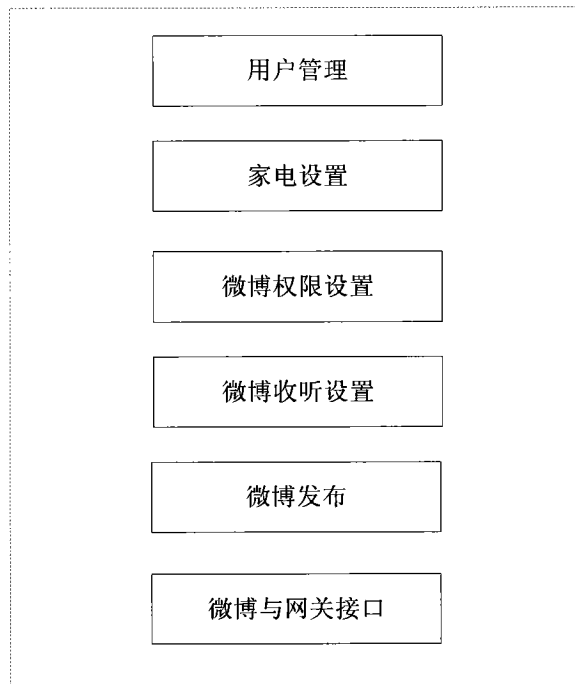 用户管理
家电设置
微博权限设置
微博收听设置
微博发布
微博与网关接口